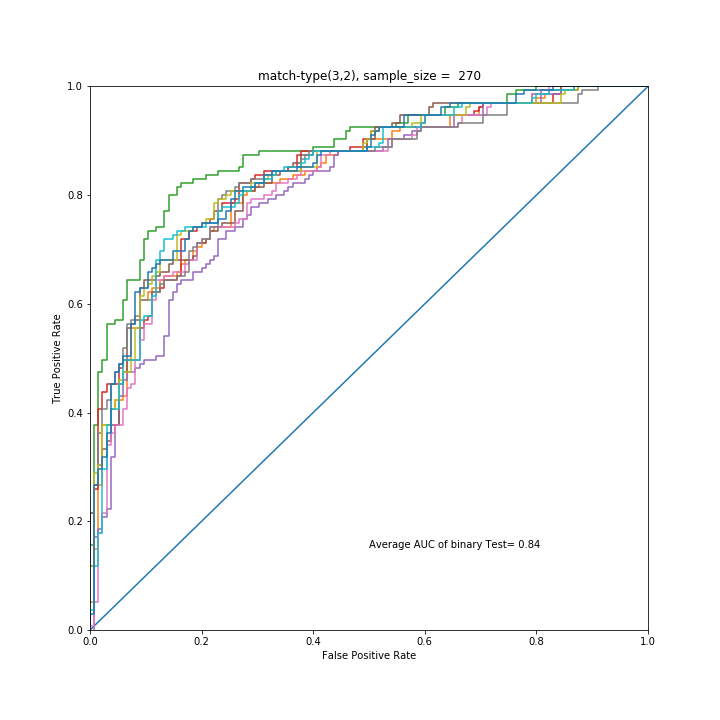 match-type(3,2), sample_size =  270
1.0
0.8
0.6
0.4
0.2
0.0
True Positive Rate
Average AUC of binary Test= 0.84
0.0 0.2 0.4 0.6 0.8 1.0
False Positive Rate